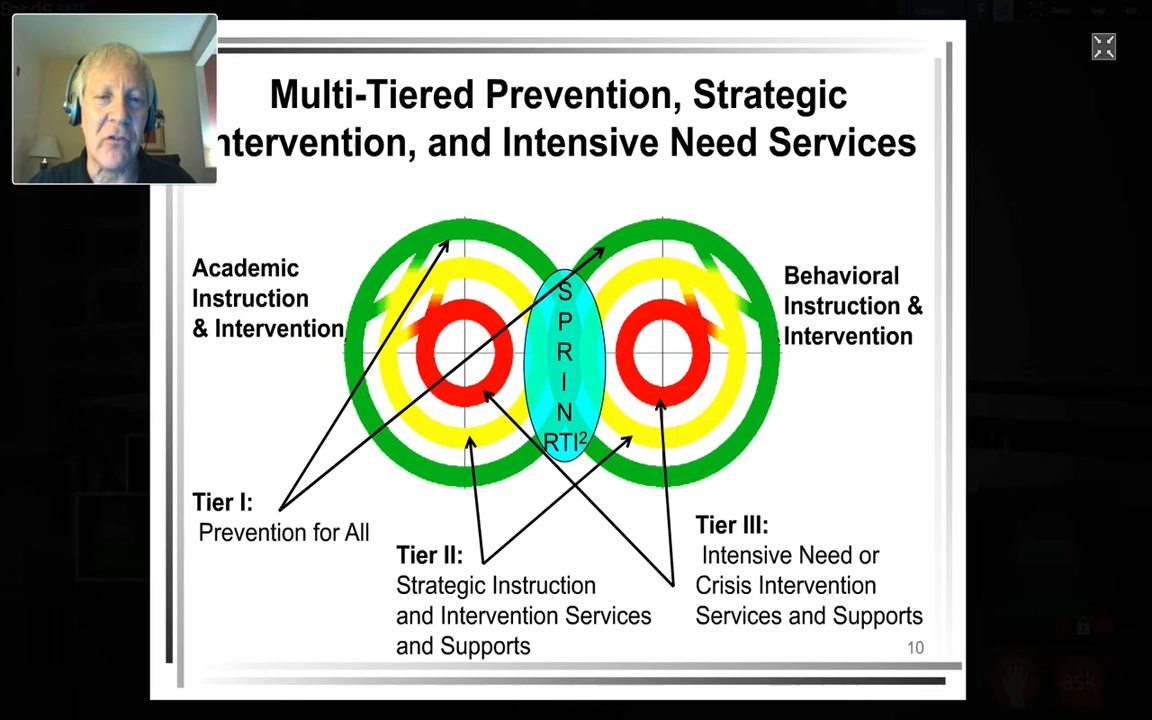 Multi-Tiered Prevention, Strategic
ntervention, and Intensive Need Services
Academic
Instruction
& Intervention
Behavioral
Instruction &
Intervention
S
P
R
I
N
RTI²
Tier I:
Prevention for All
Tier II:
Strategic Instruction
and Intervention Services
and Supports
Tier III:
Intensive Need or
Crisis Intervention
Services and Supports
10
ask